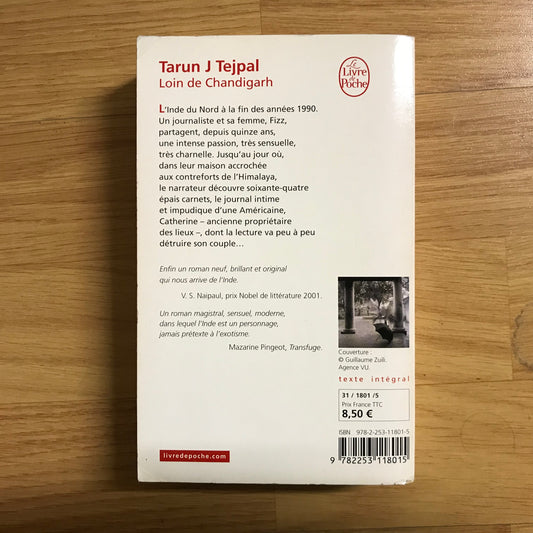 Tarun J Tejpal
Loin de Chandigarh
Le
Livre
de
Poche
L'Inde du Nord à la fin des années 1990.
Un journaliste et sa femme, Fizz,
partagent, depuis quinze ans,
une intense passion, très sensuelle,
très charnelle. Jusqu'au jour où,
dans leur maison accrochée
aux contreforts de l'Himalaya,
le narrateur découvre soixante-quatre
épais carnets, le journal intime
et impudique d'une Américaine,
Catherine – ancienne propriétaire
des lieux –, dont la lecture va peu à peu
détruire son couple…
Enfin un roman neuf, brillant et original
qui nous arrive de l'Inde.
V. S. Naipaul, prix Nobel de littérature 2001.
Un roman magistral, sensuel, moderne,
dans lequel l'Inde est un personnage,
jamais prétexte à l'exotisme.
Mazarine Pingeot, Transfuge.
Couverture :
© Guillaume Zuili.
Agence VU.
texte intégral
31 / 1801 /5
Prix France TTC
8,50 €
ISBN 978-2-253-11801-5
9 782253 118015
livredepoche.com